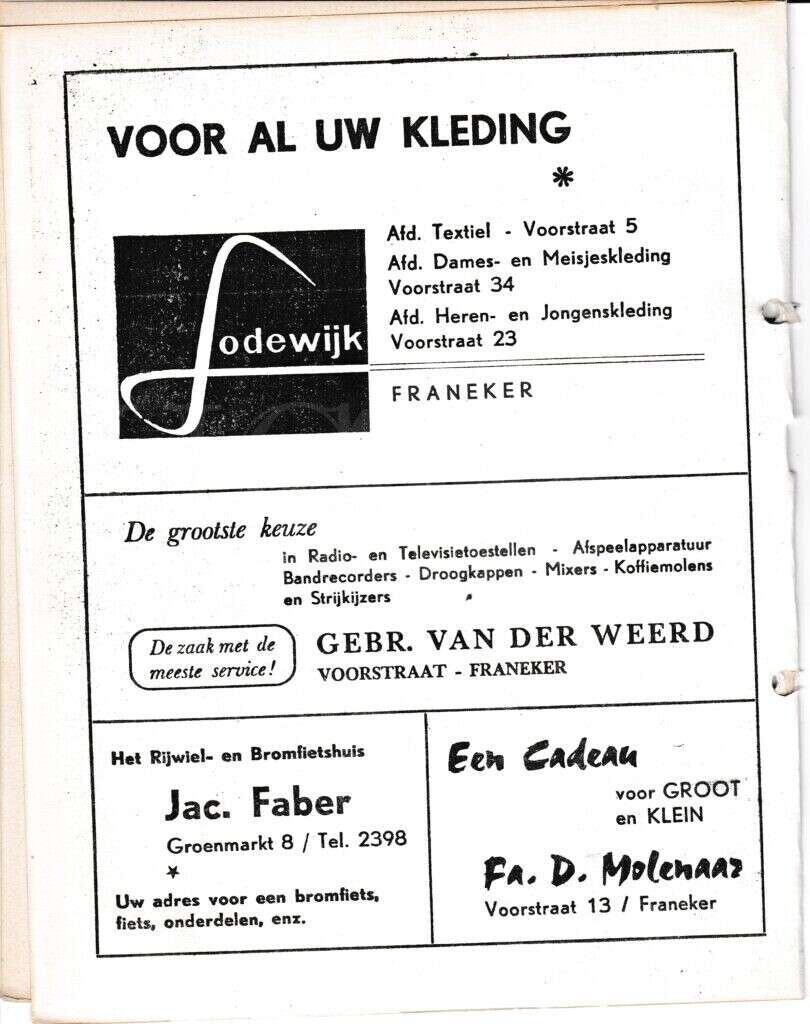 VOOR AL UW KLEDING
*
Lodewijk
Afd. Textiel - Voorstraat 5
Afd. Dames- en Meisjeskleding
Voorstraat 34
Afd. Heren- en Jongenskleding
Voorstraat 23
FRANEKER
De grootste keuze
in Radio- en Televisietoestellen - Afspeelapparatuur
Bandrecorders - Droogkappen - Mixers - Koffiemolens
en Strijkijzers
De zaak met de
meeste service!
GEBR. VAN DER WEERD
VOORSTRAAT - FRANEKER
Het Rijwiel- en Bromfietshuis
Jac. Faber
Groenmarkt 8 / Tel. 2398
Uw adres voor een bromfiets,
fiets, onderdelen, enz.
Een Cadeau
voor GROOT
en KLEIN
Fa. D. Molenaar
Voorstraat 13 / Franeker